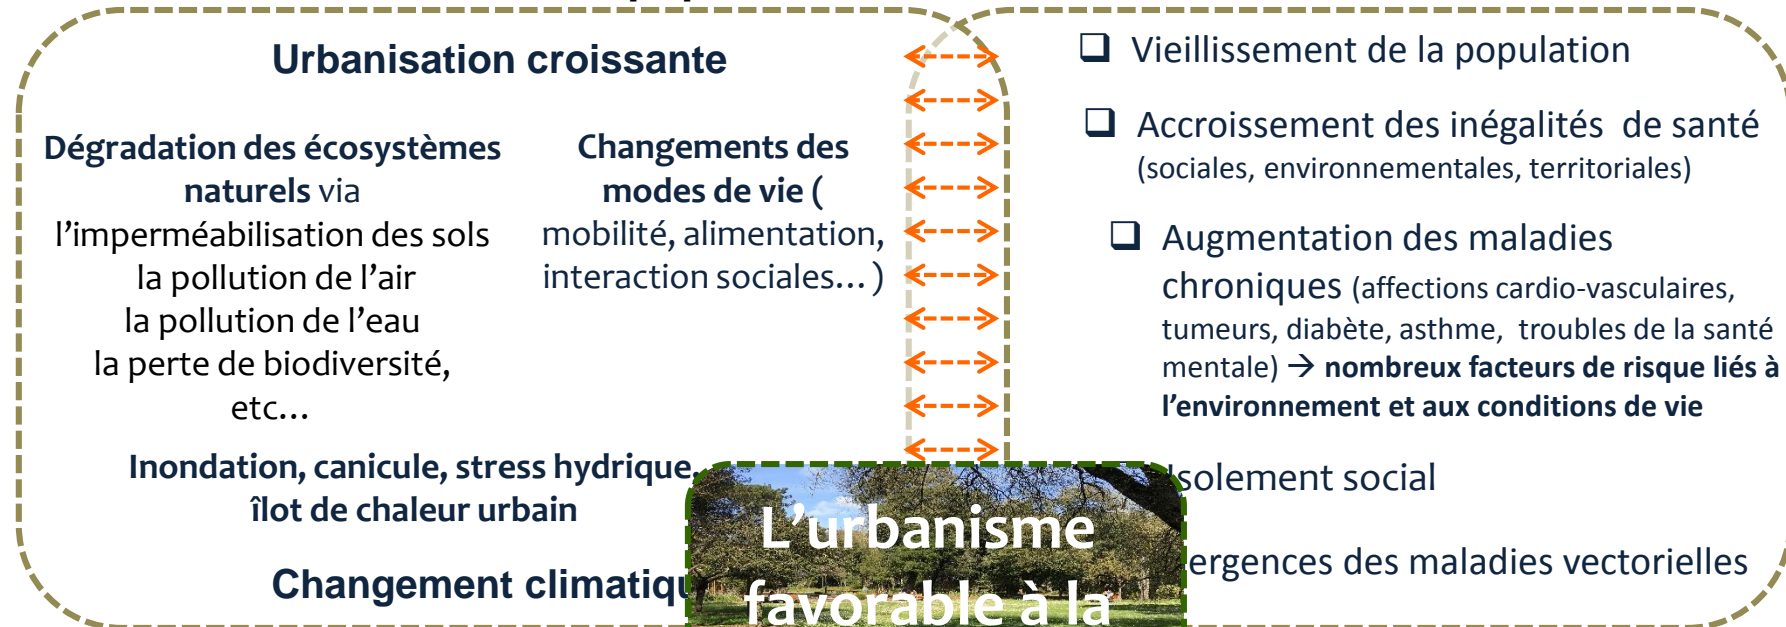 Urbanisation croissante
Dégradation des écosystèmes
naturels via
l'imperméabilisation des sols
la pollution de l'air
la pollution de l'eau
la perte de biodiversité,
etc...
Changements des
modes de vie (
mobilité, alimentation,
interaction sociales... )
Inondation, canicule, stress hydrique,
îlot de chaleur urbain
Changement climatiqu
❑ Vieillissement de la population
❑ Accroissement des inégalités de santé
(sociales, environnementales, territoriales)
❑ Augmentation des maladies
chroniques (affections cardio-vasculaires,
tumeurs, diabète, asthme, troubles de la santé
mentale) → nombreux facteurs de risque liés à
l'environnement et aux conditions de vie
solement social
ergences des maladies vectorielles
L'urbanisme
favorable à la